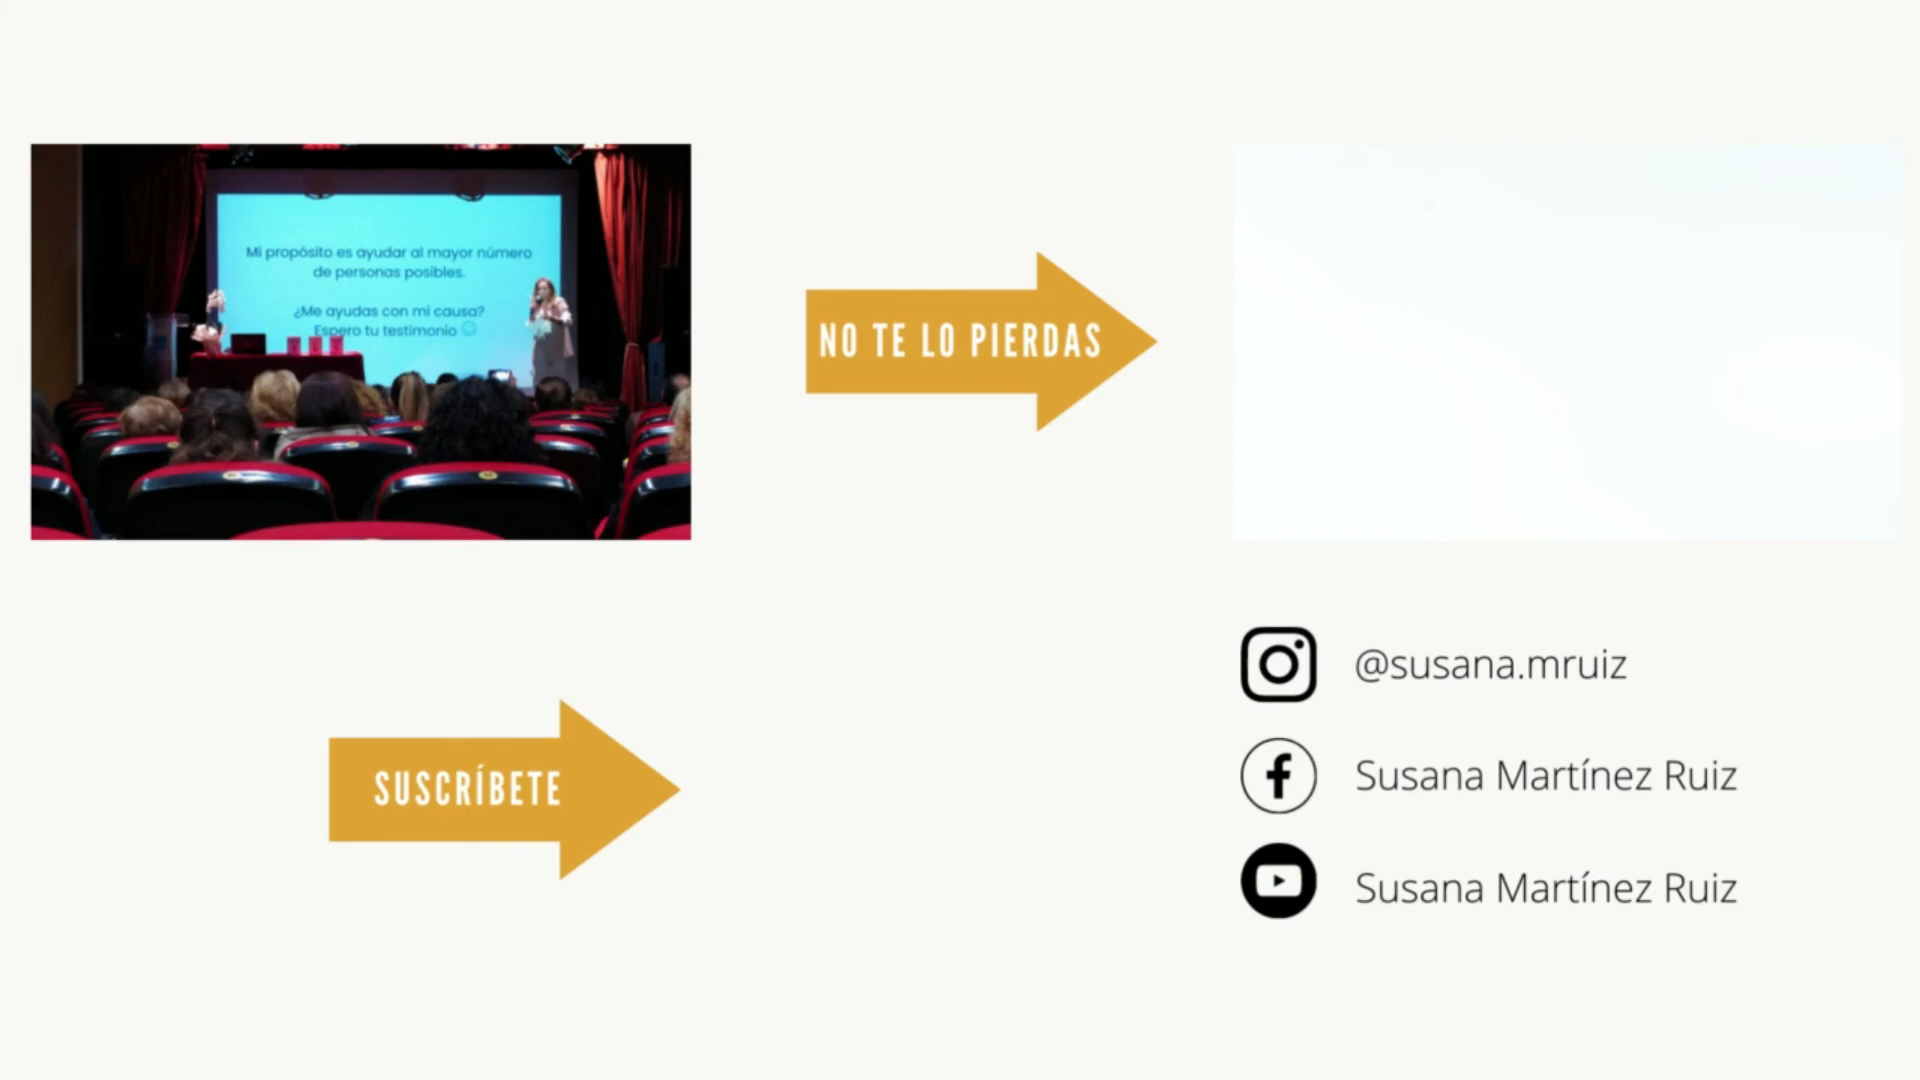 Mi propósito es ayudar al mayor número
de personas posibles.
¿Me ayudas con mi causa?
Espero tu testimonio
NO TE LO PIERDAS
SUSCRÍBETE
@susana.mruiz
Susana Martínez Ruiz
Susana Martínez Ruiz